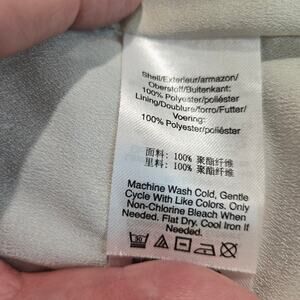 Shell/Exterieur/armazon/
Oberstoff/Buitenkant:
100% Polyester/poliéster
Lining/Doublure/forro/Futter/
Voering:
100% Polyester/poliéster
面料: 100% 聚酯纤维
里料: 100% 聚酯纤维
Machine Wash Cold, Gentle
Cycle With Like Colors. Only
Non-Chlorine Bleach When
Needed. Flat Dry. Cool Iron If
Needed.